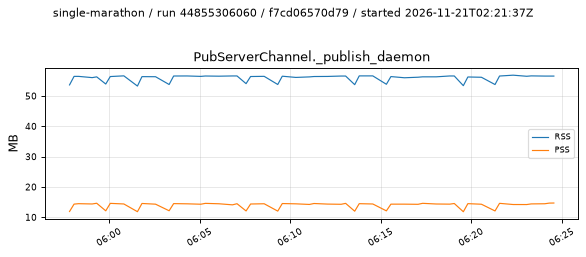 single-marathon / run 44855306060 / f7cd06570d79 / started 2026-11-21T02:21:37Z
PubServerChannel._publish_daemon
MB
50
40
30
20
10
RSS
PSS
06:00
06:05
06:10
06:15
06:20
06:25